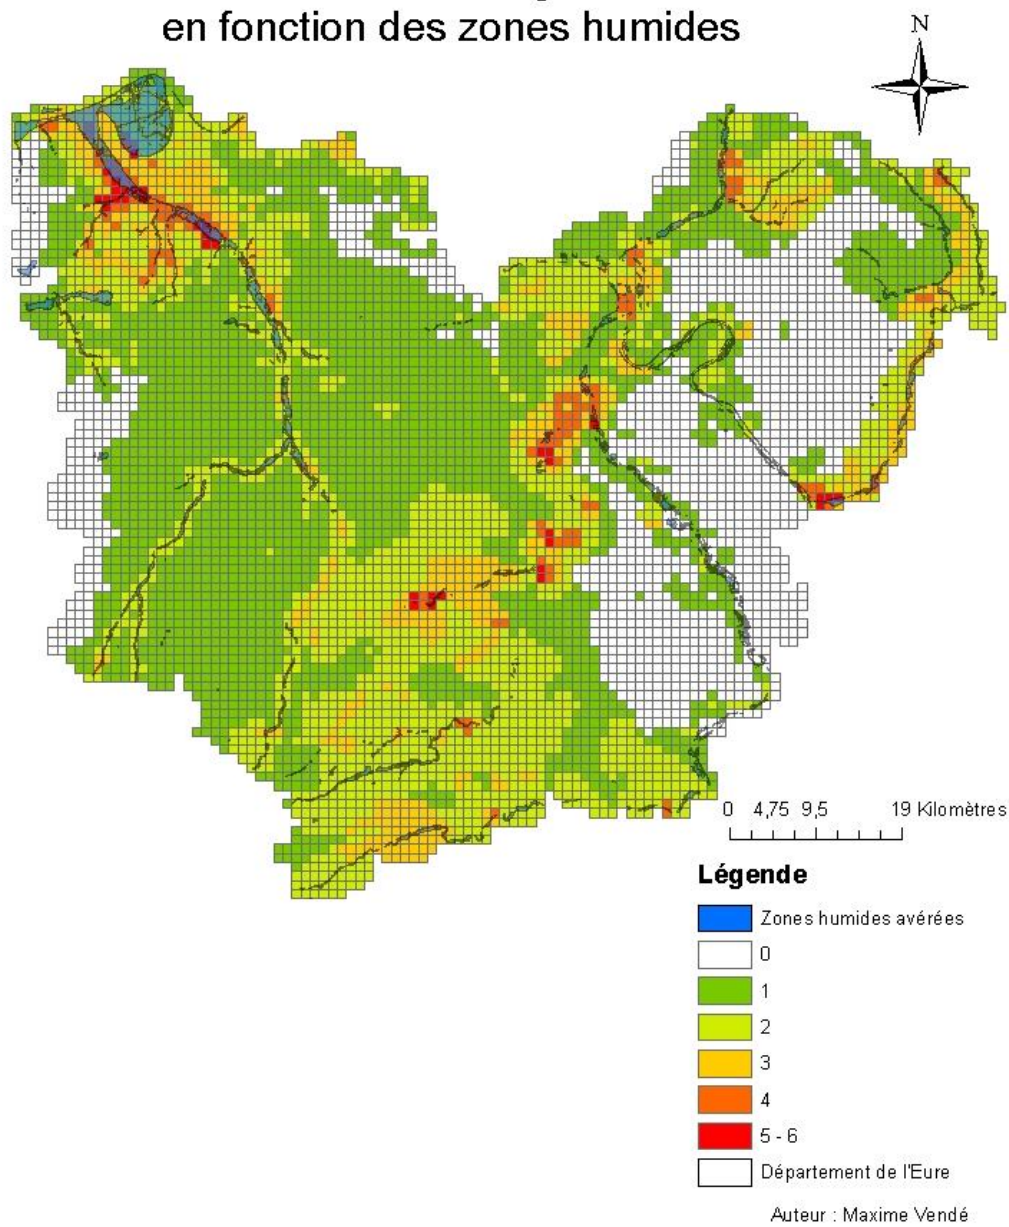 en fonction des zones humides
N
0 4,75 9,5 19 Kilomètres
Légende
Zones humides avérées
0
1
2
3
4
5 - 6
Département de l'Eure
Auteur : Maxime Vendé